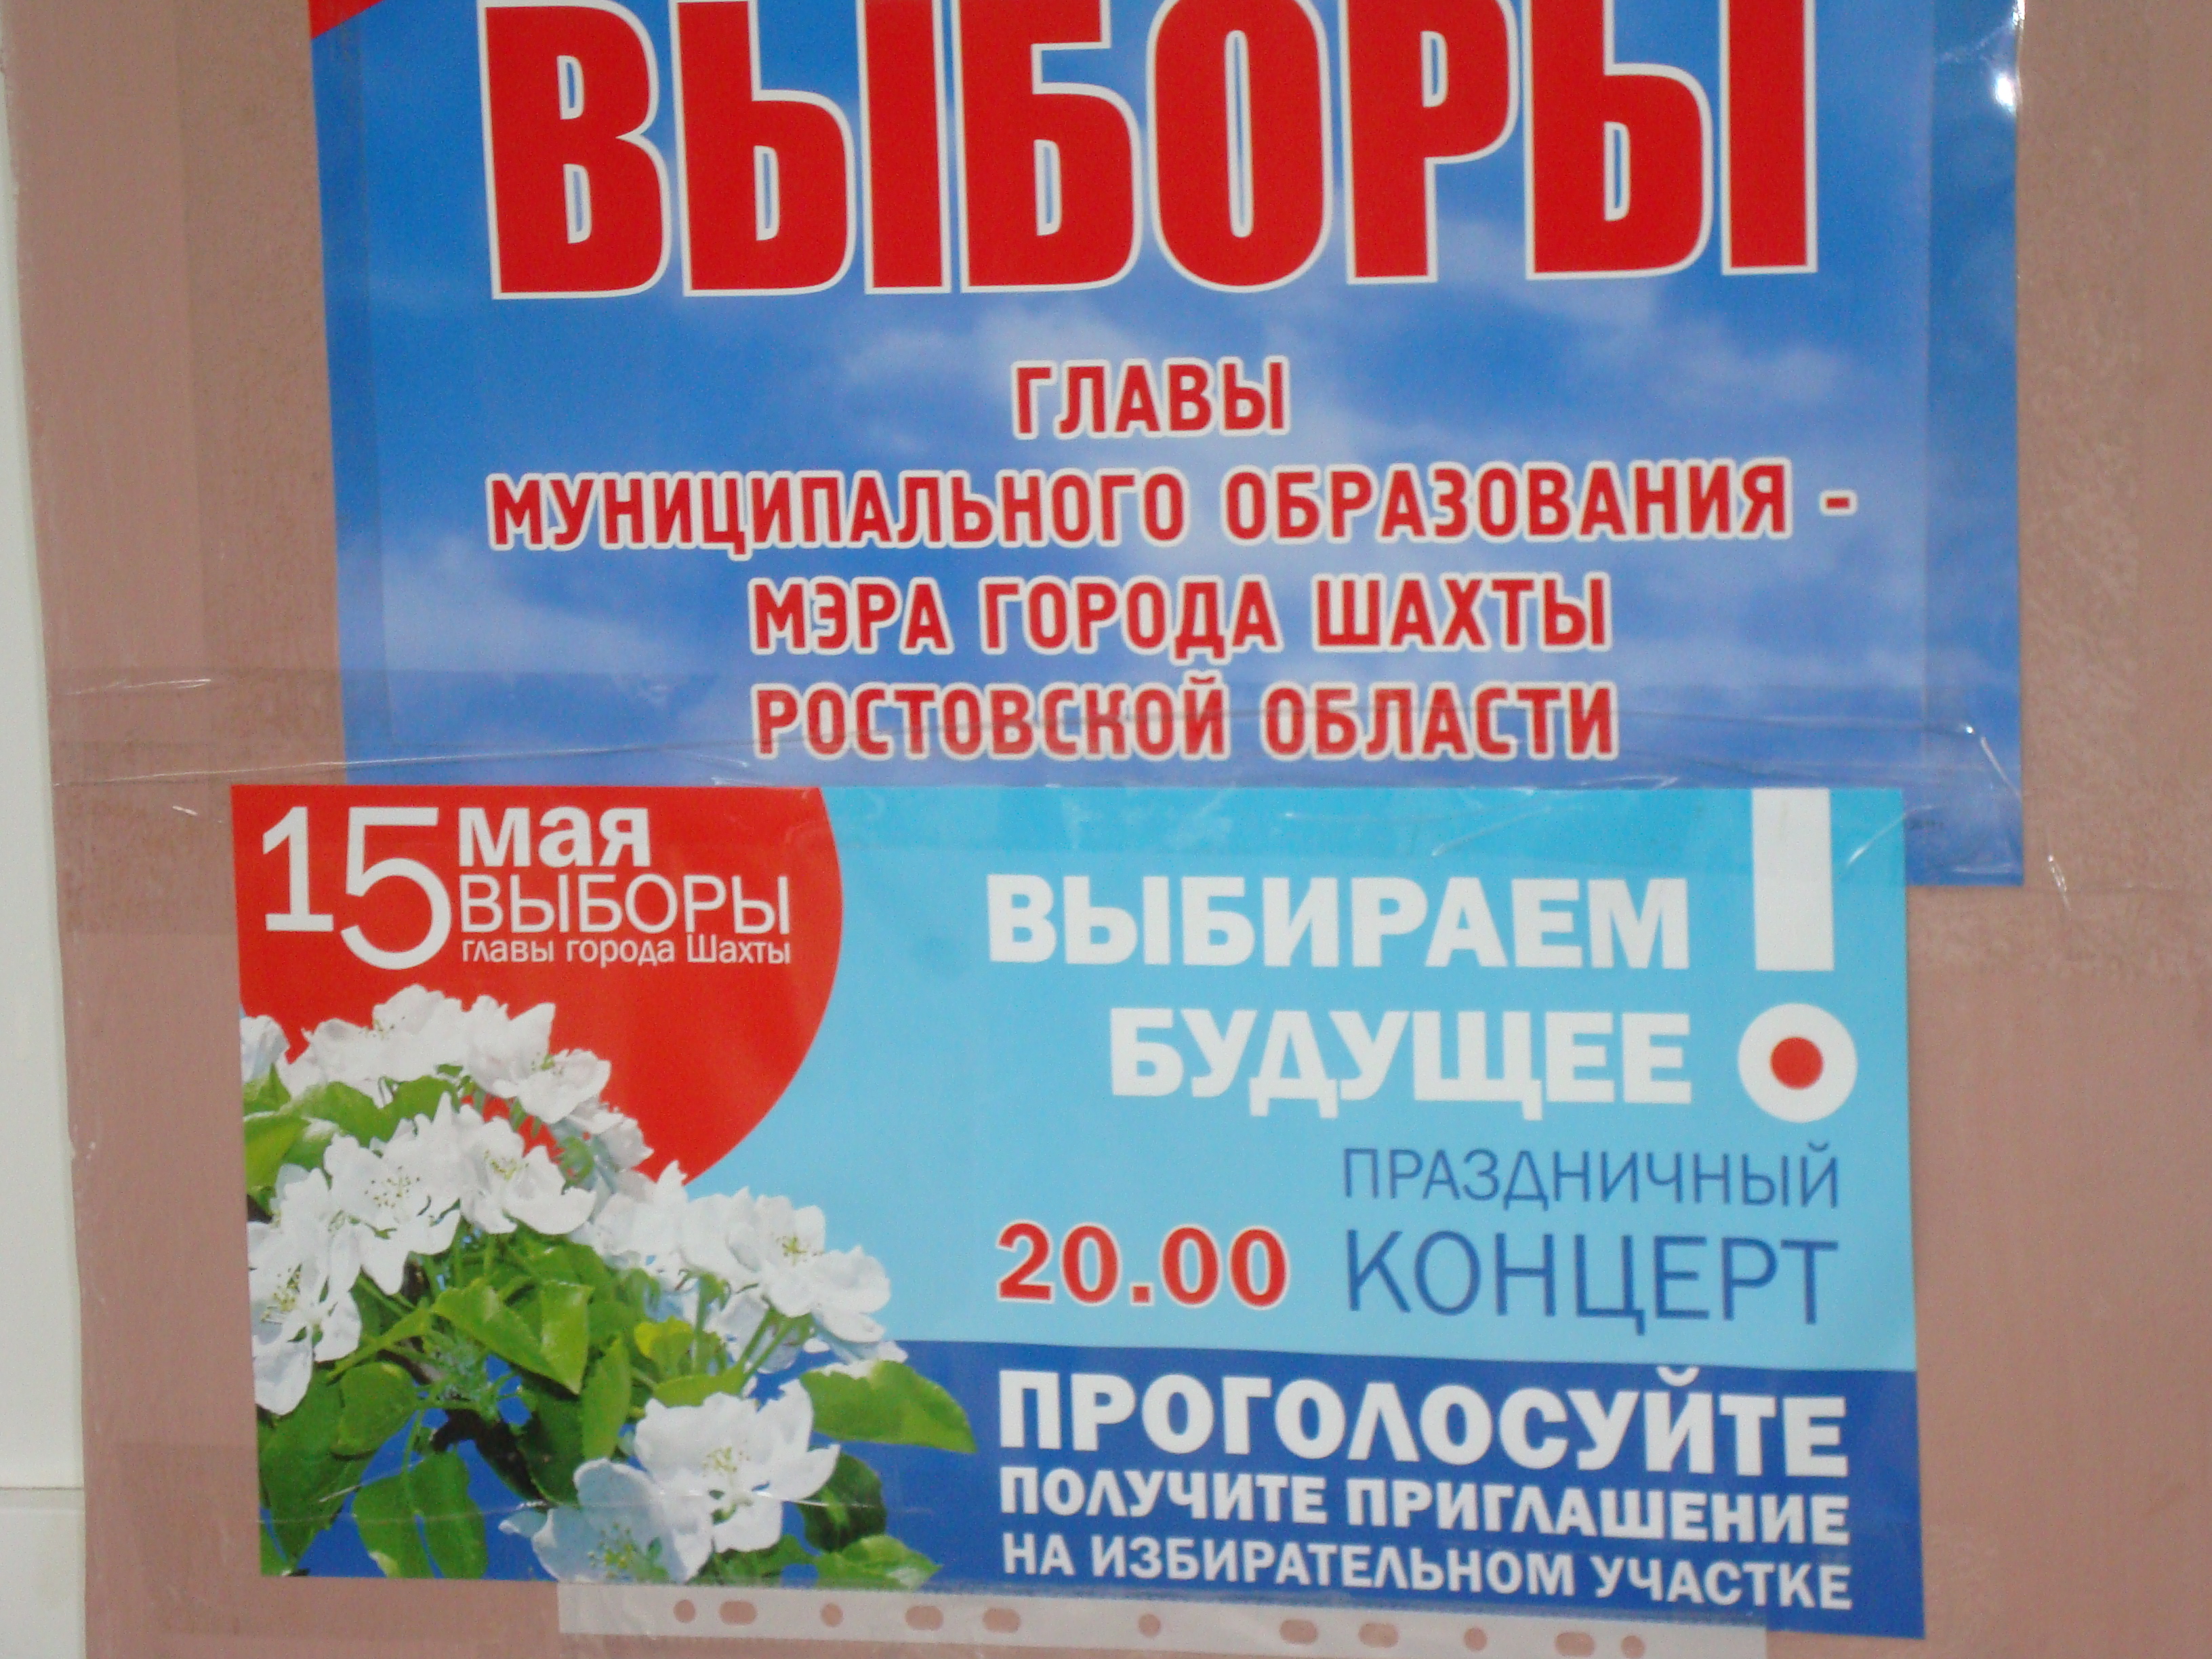 ВЫБОРЫ
ГЛАВЫ
МУНИЦИПАЛЬНОГО ОБРАЗОВАНИЯ -
МЭРА ГОРОДА ШАХТЫ
РОСТОВСКОЙ ОБЛАСТИ
15 мая
ВЫБОРЫ
главы города Шахты
ВЫБИРАЕМ
БУДУЩЕЕ!
ПРАЗДНИЧНЫЙ
20.00 КОНЦЕРТ
ПРОГОЛОСУЙТЕ
ПОЛУЧИТЕ ПРИГЛАШЕНИЕ
НА ИЗБИРАТЕЛЬНОМ УЧАСТКЕ